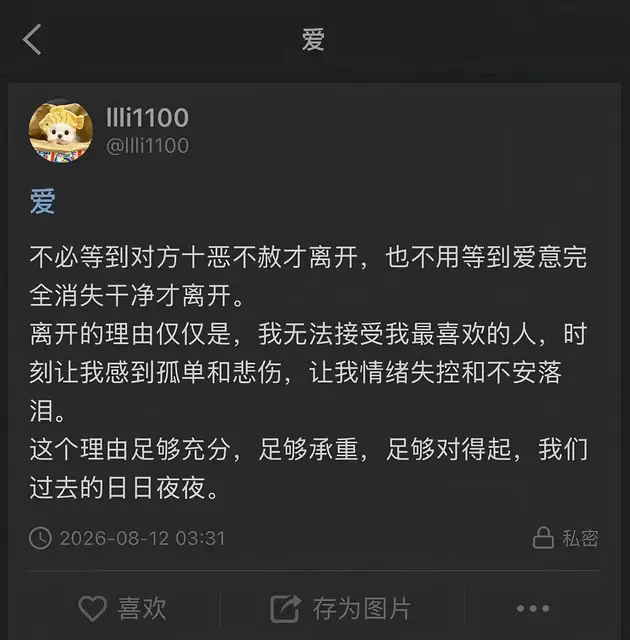 爱
llli1100
@llli1100
爱
不必等到对方十恶不赦才离开，也不用等到爱意完
全消失干净才离开。
离开的理由仅仅是，我无法接受我最喜欢的人，时
刻让我感到孤单和悲伤，让我情绪失控和不安落
泪。
这个理由足够充分，足够承重，足够对得起，我们
过去的日日夜夜。
2026-08-12 03:31 私密
喜欢 存为图片